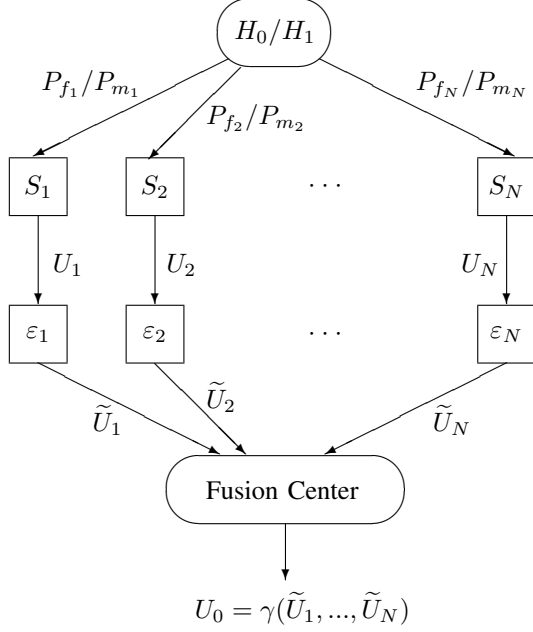 H_0/H_1
P_{f_1}/P_{m_1}
P_{f_2}/P_{m_2}
P_{f_N}/P_{m_N}
S_1 S_2 ... S_N
U_1 U_2 U_N
ε_1 ε_2 ... ε_N
Ũ_1 Ũ_2 Ũ_N
Fusion Center
U_0 = γ(Ũ_1, ..., Ũ_N)